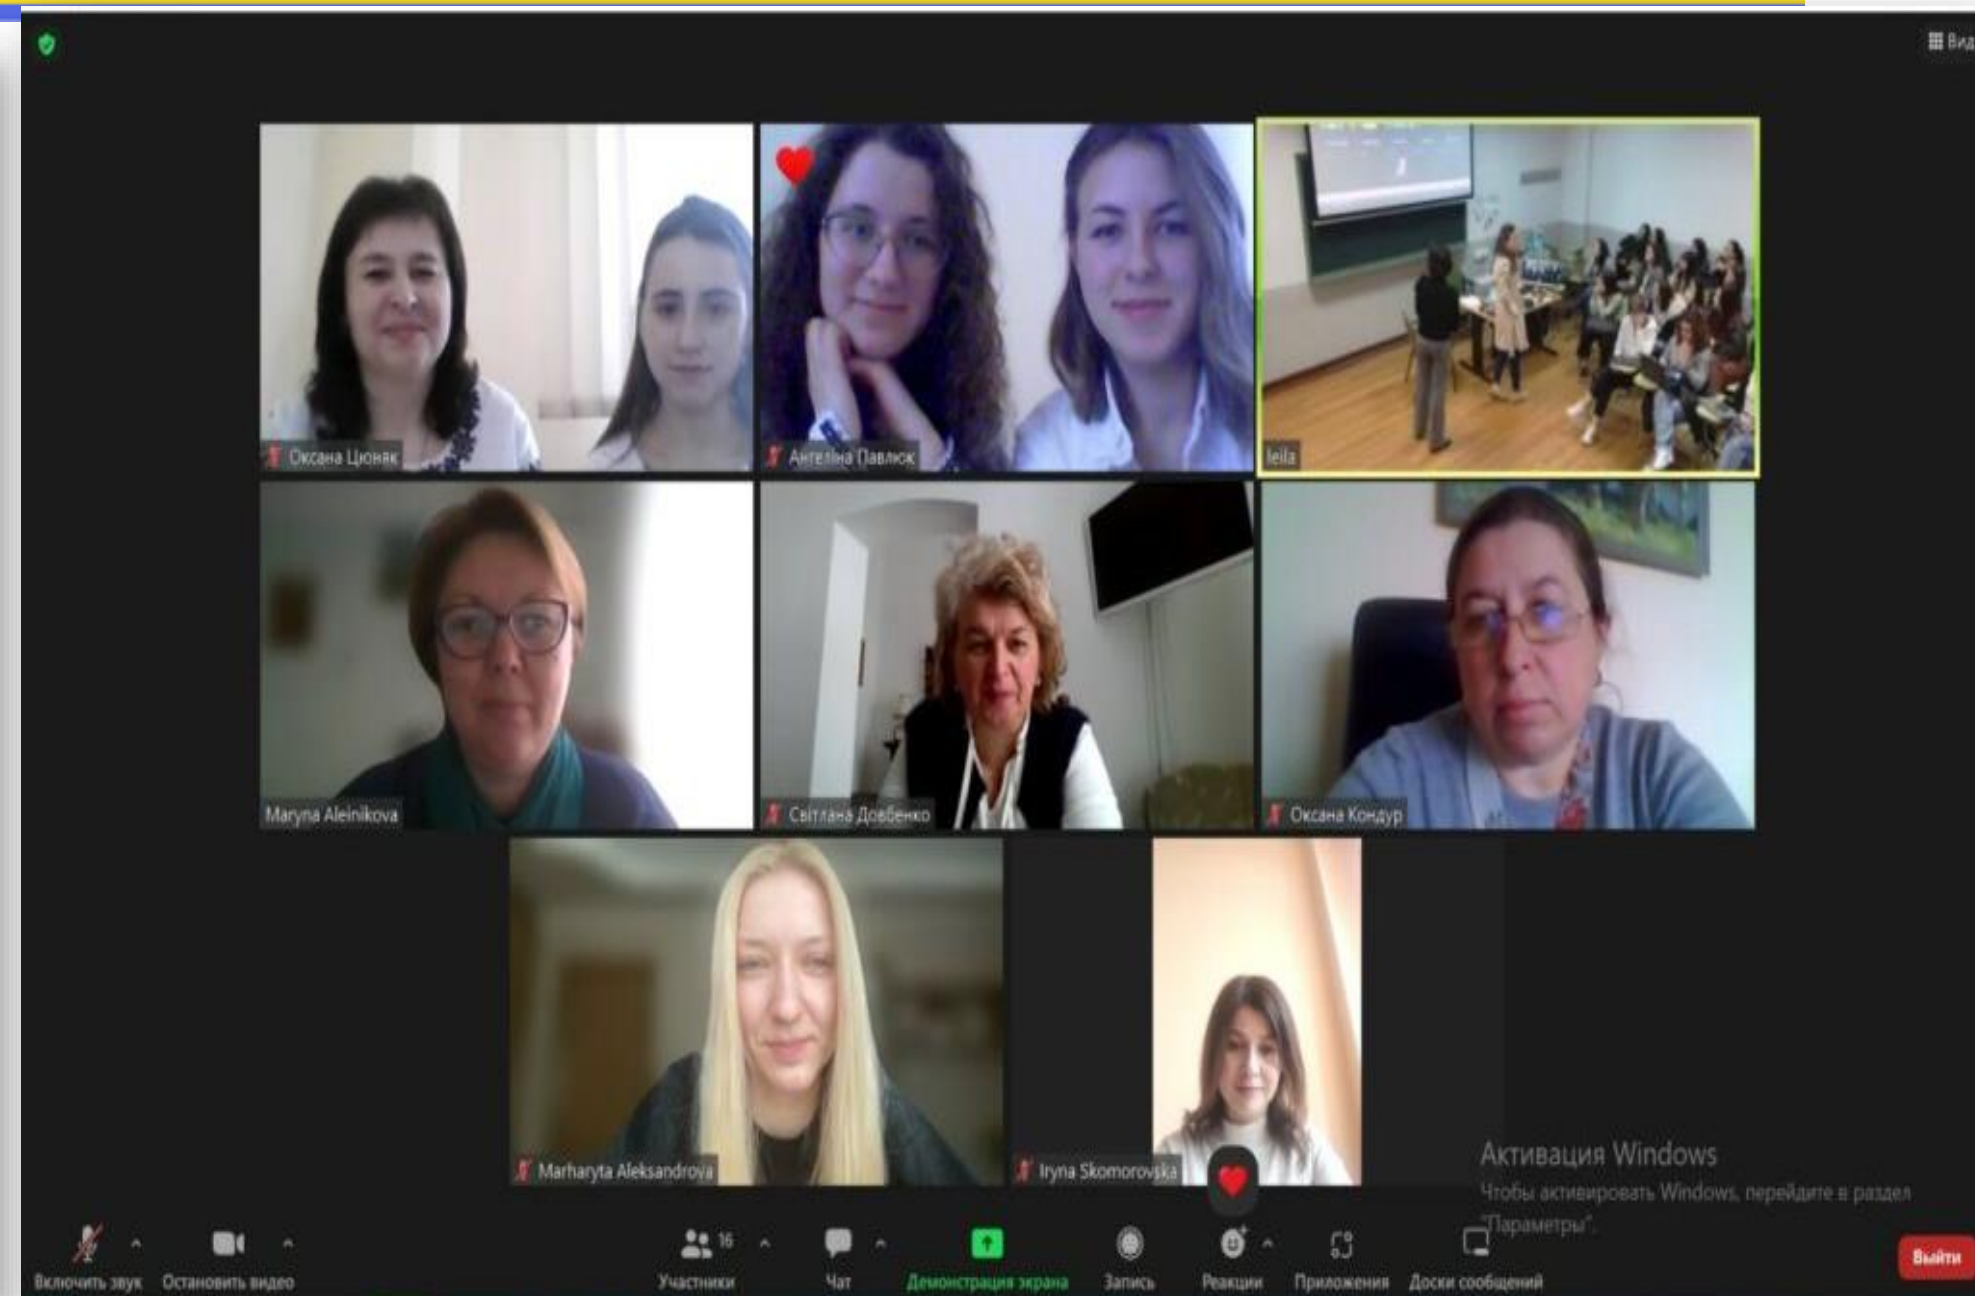 Вид
Оксана Цюняк
Ангеліна Павлюк
leila
Maryna Aleinikova
Світлана Довбенко
Оксана Кондур
Marharyta Aleksandrova
Iryna Skomorovska
Активация Windows
Чтобы активировать Windows, перейдите в раздел
"Параметры".
16
Включить звук
Остановить видео
Участники
Чат
Демонстрация экрана
Запись
Реакции
Приложения
Доски сообщений
Выйти